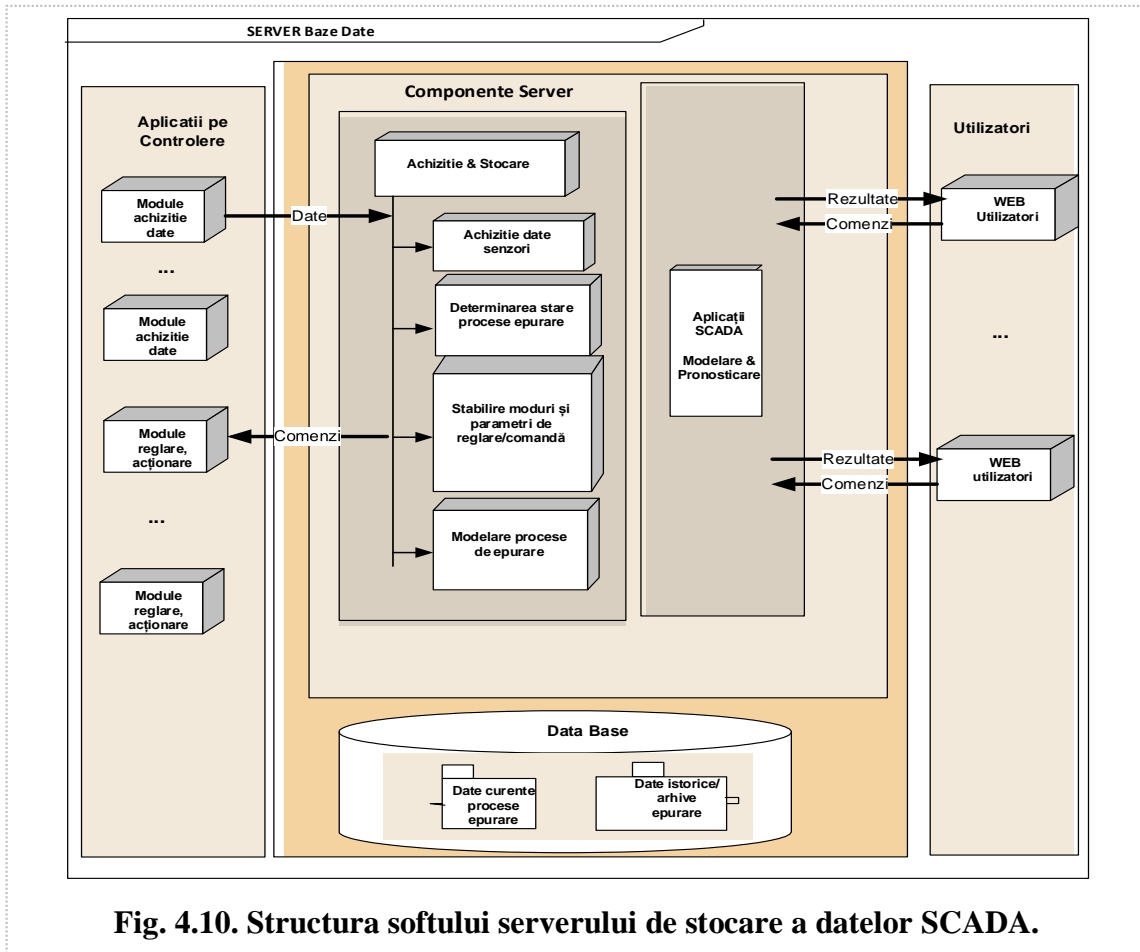 SERVER Baze Date
Aplicatii pe
Controlere
Module
achizitie
date
...
Module
achizitie
date
Module
reglare,
acționare
...
Module
reglare,
acționare
Date
Comenzi
Componente Server
Achizitie & Stocare
Achizitie date
senzori
Determinarea stare
procese epurare
Stabilire moduri și
parametri de
reglare/comandă
Modelare procese
de epurare
Aplicații
SCADA
Modelare &
Pronosticare
Rezultate
Comenzi
Rezultate
Comenzi
Utilizatori
WEB
Utilizatori
...
WEB
utilizatori
Data Base
Date curente
procese
epurare
Date istorice/
arhive
epurare
Fig. 4.10. Structura softului serverului de stocare a datelor SCADA.